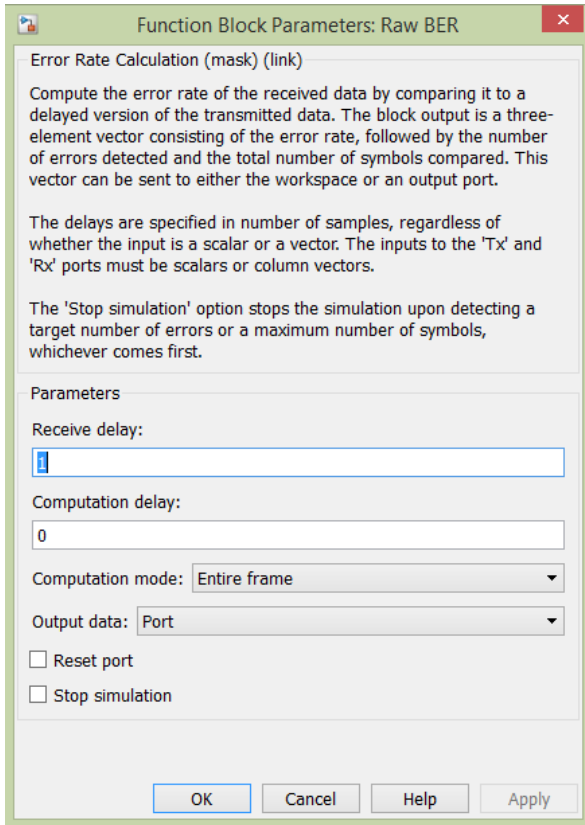 Function Block Parameters: Raw BER
Error Rate Calculation (mask) (link)
Compute the error rate of the received data by comparing it to a
delayed version of the transmitted data. The block output is a three-
element vector consisting of the error rate, followed by the number
of errors detected and the total number of symbols compared. This
vector can be sent to either the workspace or an output port.
The delays are specified in number of samples, regardless of
whether the input is a scalar or a vector. The inputs to the 'Tx' and
'Rx' ports must be scalars or column vectors.
The 'Stop simulation' option stops the simulation upon detecting a
target number of errors or a maximum number of symbols,
whichever comes first.
Parameters
Receive delay:
1
Computation delay:
0
Computation mode: Entire frame
Output data: Port
Reset port
Stop simulation
OK Cancel Help Apply